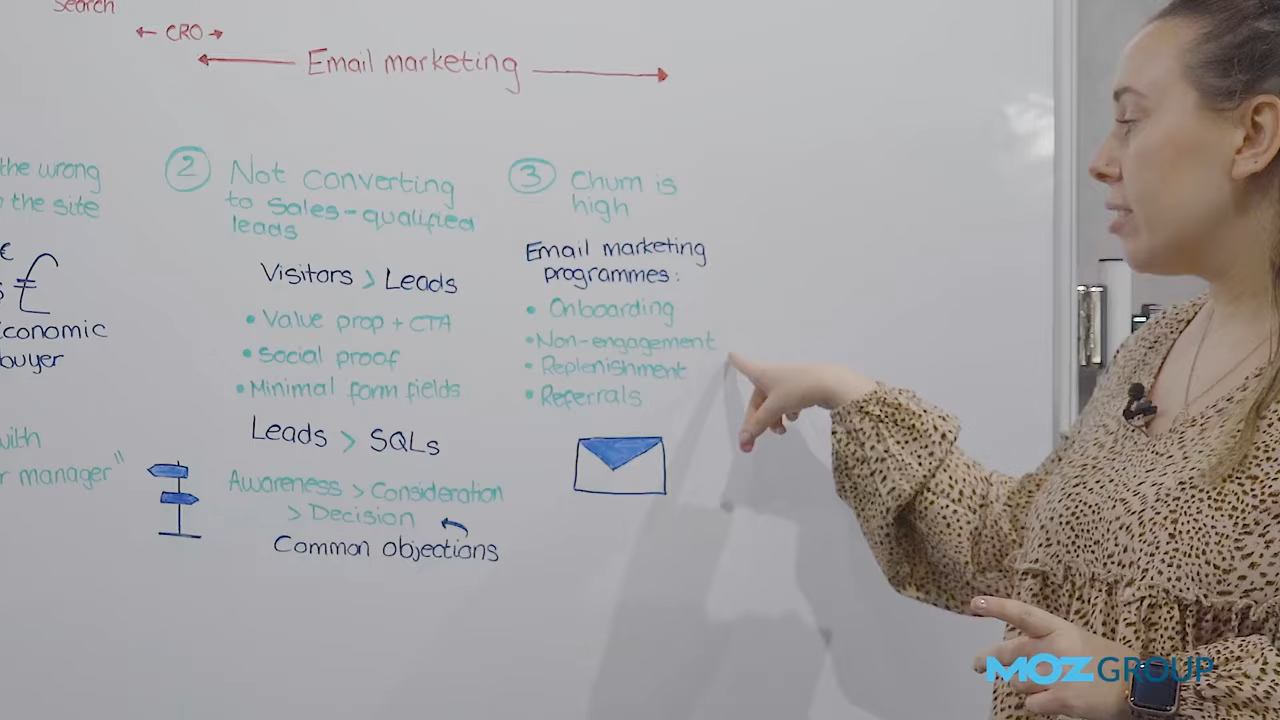 Search
← CRO →
Email marketing
the wrong
the site
€
£
Economic
buyer
with
manager"
2 Not converting
to sales-qualified
leads
Visitors > Leads
• Value prop + CTA
• Social proof
• Minimal form fields
Leads > SQLs
Awareness > Consideration
> Decision
Common objections
3 Churn is
high
Email marketing
programmes:
• Onboarding
• Non-engagement
• Replenishment
• Referrals
MOZ GROUP